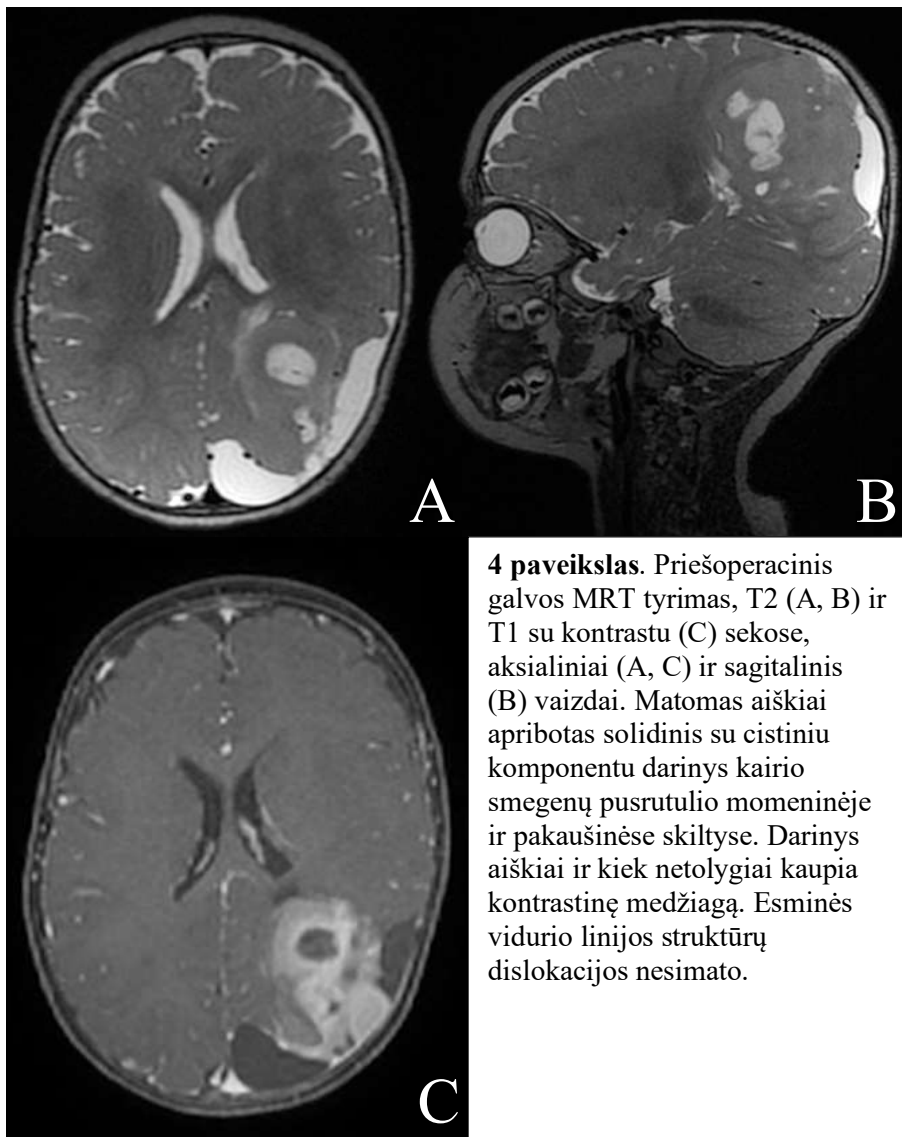 A
B
C
4 paveikslas. Priešoperacinis
galvos MRT tyrimas, T2 (A, B) ir
T1 su kontrastu (C) sekose,
aksialiniai (A, C) ir sagitalinis
(B) vaizdai. Matomas aiškiai
apribotas solidinis su cistiniu
komponentu darinys kairio
smegenų pusrutulio momeninėje
ir pakaušinėse skiltyse. Darinys
aiškiai ir kiek netolygiai kaupia
kontrastinę medžiagą. Esminės
vidurio linijos struktūrų
dislokacijos nesimato.